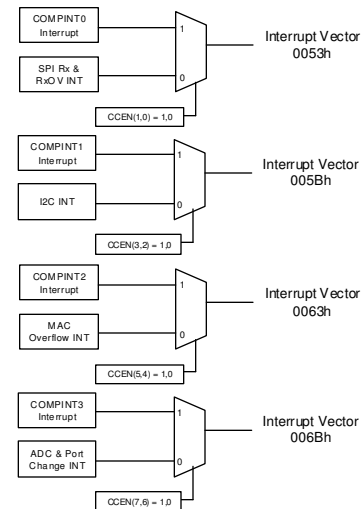 COMPINT0
Interrupt
1
Interrupt Vector
0053h
SPI Rx &
RxOV INT
0
CCEN(1,0) = 1,0
COMPINT1
Interrupt
1
Interrupt Vector
005Bh
I2C INT
0
CCEN(3,2) = 1,0
COMPINT2
Interrupt
1
Interrupt Vector
0063h
MAC
Overflow INT
0
CCEN(5,4) = 1,0
COMPINT3
Interrupt
1
Interrupt Vector
006Bh
ADC & Port
Change INT
0
CCEN(7,6) = 1,0